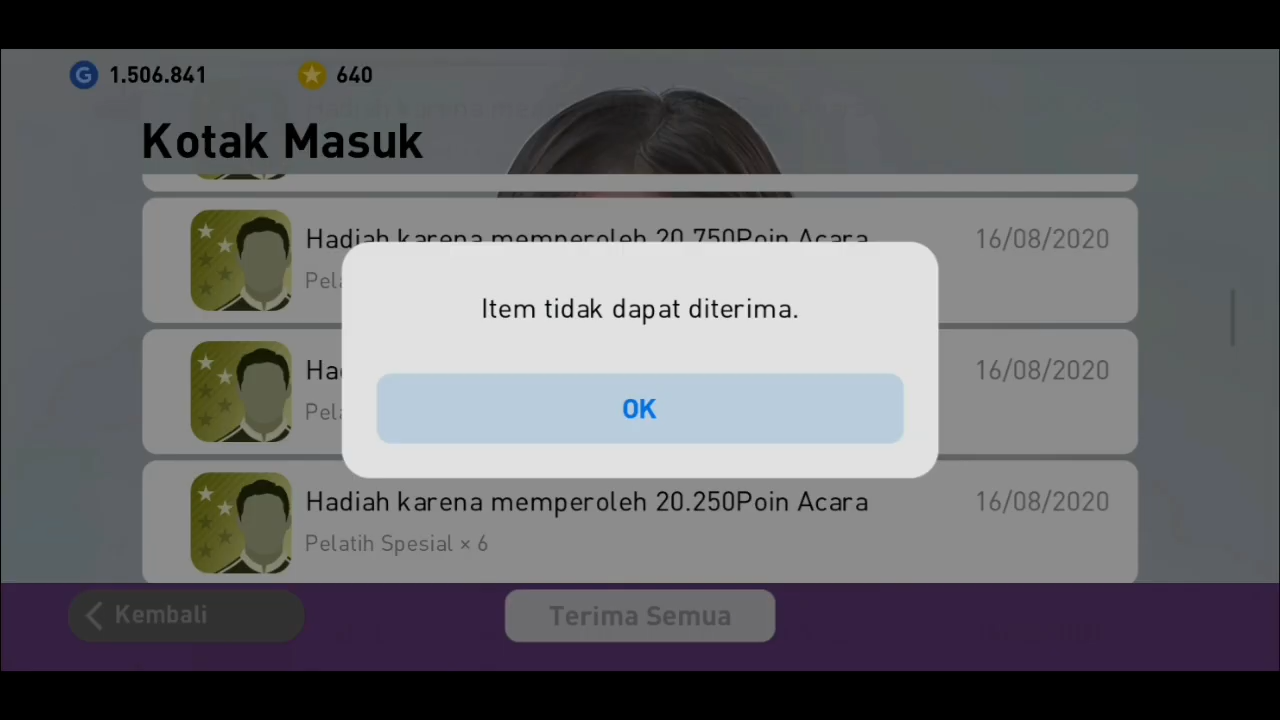 G 1.506.841 640
Kotak Masuk
Hadiah karena memperoleh 20.750Poin Acara 16/08/2020
Item tidak dapat diterima.
16/08/2020
OK
Hadiah karena memperoleh 20.250Poin Acara 16/08/2020
Pelatih Spesial × 6
Kembali Terima Semua